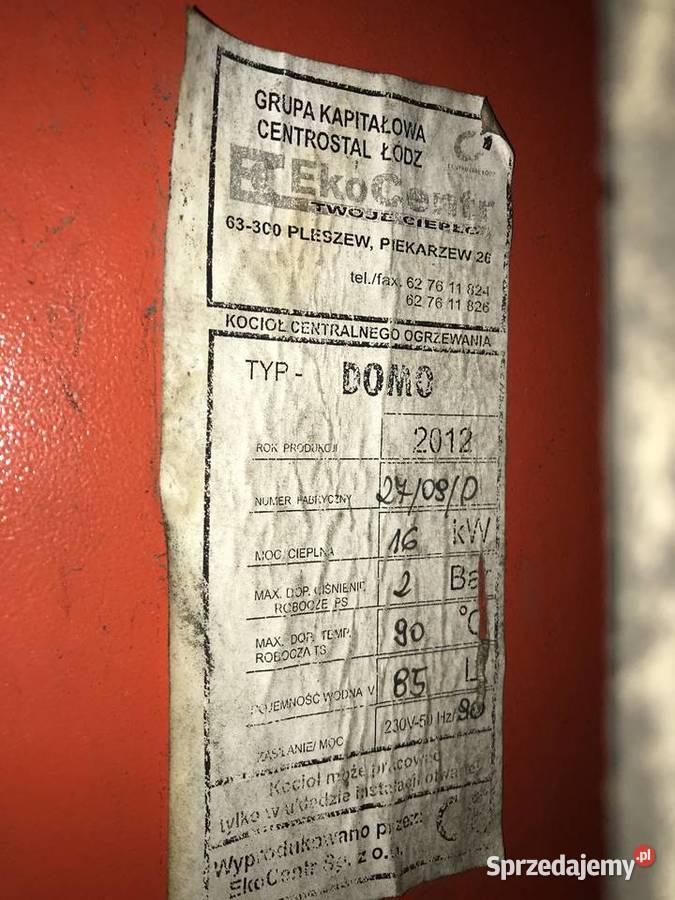 GRUPA KAPITAŁOWA
CENTROSTAL ŁÓDŹ
EC EkoCentr
TWOJE CIEPŁO
63-300 PLESZEW, PIEKARZEW 26
tel./fax. 62 76 11 824
62 76 11 826
KOCIOŁ CENTRALNEGO OGRZEWANIA
TYP - DOMO
ROK PRODUKCJI 2012
NUMER FABRYCZNY 27/09/D
MOC CIEPLNA 16 kW
MAX. DOP. CIŚNIENIE 2 Bar
ROBOCZE PS
MAX. DOP. TEMP. 90 °C
ROBOCZA TS
POJEMNOŚĆ WODNA V 85 L
ZASILANIE/ MOC 230V-50 Hz/90
Kocioł może pracować
tylko w układzie instalacji otwartej
Wyprodukowano przez:
EkoCentr Sp. z o.o.
Sprzedajemy.pl